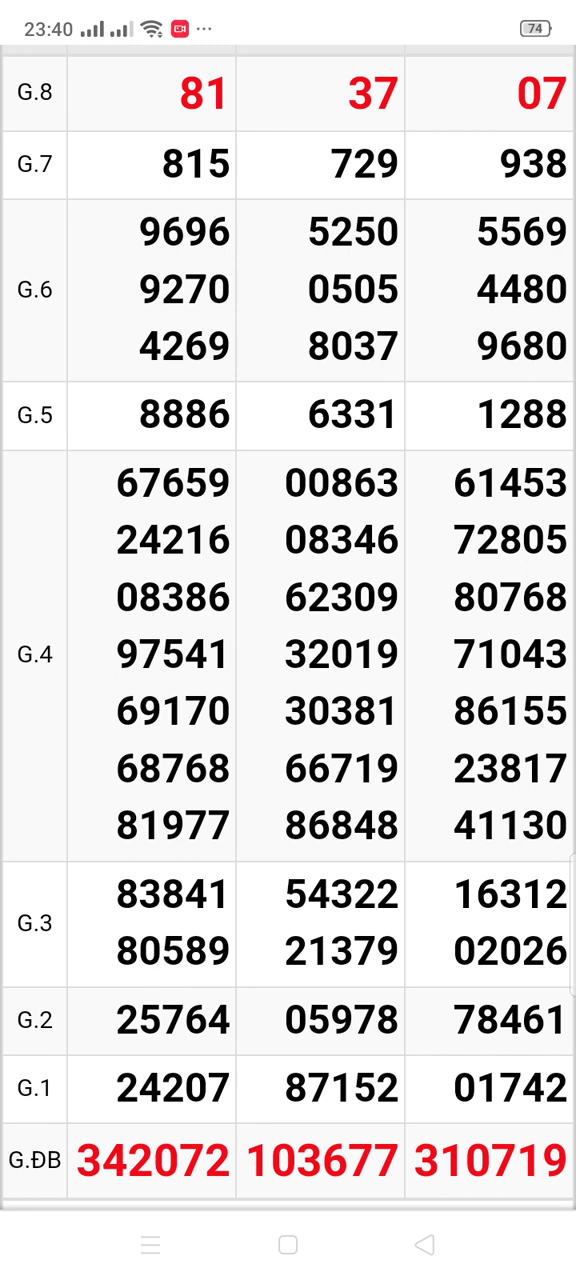 23:40 ... 74
G.8 81 37 07
G.7 815 729 938
9696 5250 5569
G.6 9270 0505 4480
4269 8037 9680
G.5 8886 6331 1288
67659 00863 61453
24216 08346 72805
08386 62309 80768
G.4 97541 32019 71043
69170 30381 86155
68768 66719 23817
81977 86848 41130
G.3 83841 54322 16312
80589 21379 02026
G.2 25764 05978 78461
G.1 24207 87152 01742
G.ĐB 342072 103677 310719